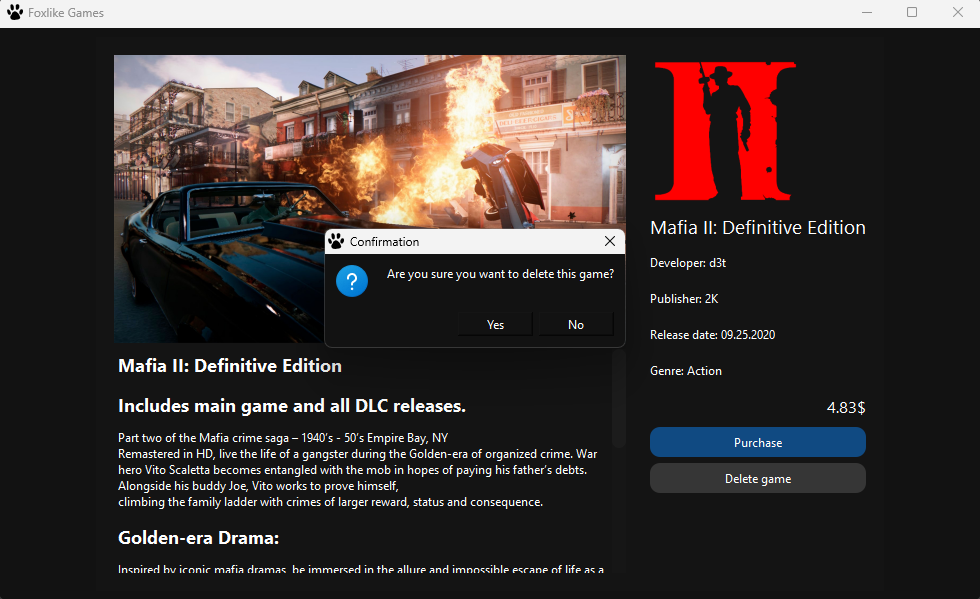 Foxlike Games
Mafia II: Definitive Edition
Developer: d3t
Publisher: 2K
Release date: 09.25.2020
Genre: Action
4.83$
Purchase
Delete game
Confirmation
Are you sure you want to delete this game?
Yes
No
Mafia II: Definitive Edition
Includes main game and all DLC releases.
Part two of the Mafia crime saga – 1940's - 50's Empire Bay, NY
Remastered in HD, live the life of a gangster during the Golden-era of organized crime. War
hero Vito Scaletta becomes entangled with the mob in hopes of paying his father's debts.
Alongside his buddy Joe, Vito works to prove himself,
climbing the family ladder with crimes of larger reward, status and consequence.
Golden-era Drama:
Inspired by iconic mafia dramas, be immersed in the allure and impossible escape of life as a